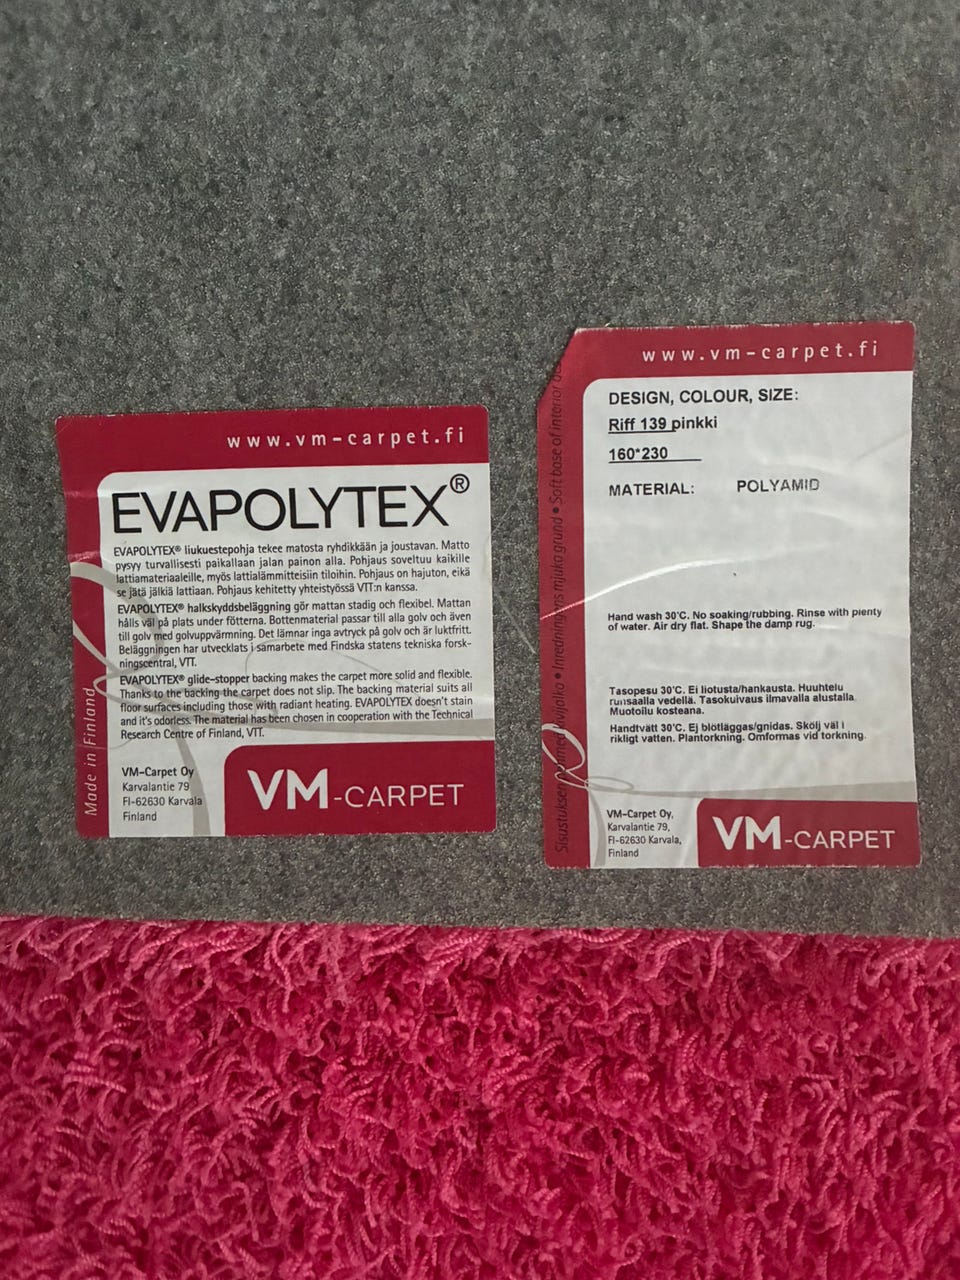 www.vm-carpet.fi
EVAPOLYTEX®
EVAPOLYTEX® liukuestepohja tekee matosta ryhdikkään ja joustavan. Matto
pysyy turvallisesti paikallaan jalan painon alla. Pohjaus soveltuu kaikille
lattiamateriaaleille, myös lattialämmitteisiin tiloihin. Pohjaus on hajuton, eikä
se jätä jälkiä lattiaan. Pohjaus kehitetty yhteistyössä VTT:n kanssa.
EVAPOLYTEX® halkskyddsbeläggning gör mattan stadig och flexibel. Mattan
hålls väl på plats under fötterna. Bottenmaterial passar till alla golv och även
till golv med golvuppvärmning. Det lämnar inga avtryck på golv och är luktfritt.
Beläggningen har utvecklats i samarbete med Findska statens tekniska forsk-
ningscentral, VTT.
EVAPOLYTEX® glide-stopper backing makes the carpet more solid and flexible.
Thanks to the backing the carpet does not slip. The backing material suits all
floor surfaces including those with radiant heating. EVAPOLYTEX doesn't stain
and it's odorless. The material has been chosen in cooperation with the Technical
Research Centre of Finland, VTT.
Made in Finland
VM-Carpet Oy
Karvalantie 79
FI-62630 Karvala
Finland
VM-CARPET
www.vm-carpet.fi
DESIGN, COLOUR, SIZE:
Riff 139 pinkki
160*230
MATERIAL: POLYAMID
Hand wash 30'C. No soaking/rubbing. Rinse with plenty
of water. Air dry flat. Shape the damp rug.
Tasopesu 30'C. Ei liotusta/hankausta. Huuhtelu
runsaalla vedellä. Tasokuivaus ilmavalla alustalla.
Muotoilu kosteana.
Handtvätt 30'C. Ej blötläggas/gnidas. Skölj väl i
rikligt vatten. Plantorkning. Omformas vid torkning.
Sisustuksen pehmeä kivijalka • Inredningens mjuka grund • Soft base of interior
VM-Carpet Oy,
Karvalantie 79,
FI-62630 Karvala,
Finland
VM-CARPET